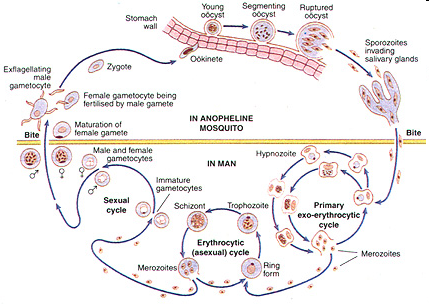 Stomach
wall
Young
oöcyst
Segmenting
oöcyst
Ruptured
oöcyst
Sporozoites
invading
salivary glands
Oökinete
Zygote
Exflagellating
male
gametocyte
Female gametocyte being
fertilised by male gamete
Maturation of
female gamete
IN ANOPHELINE
MOSQUITO
Bite
Bite
IN MAN
♂
♀
♂
♀
Male and female
gametocytes
Immature
gametocytes
Sexual
cycle
Schizont
Trophozoite
Erythrocytic
(asexual) cycle
Merozoites
Ring
form
Hypnozoite
Primary
exo-erythrocytic
cycle
Merozoites